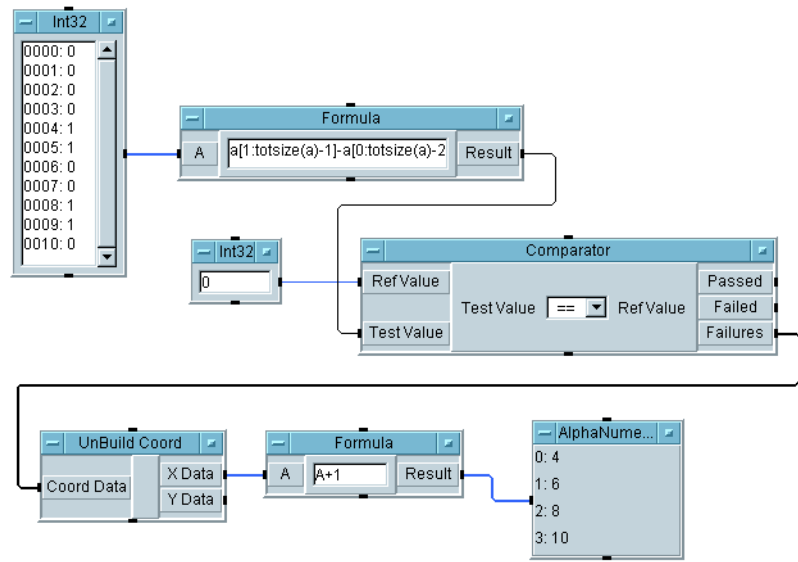 Int32
0000: 0
0001: 0
0002: 0
0003: 0
0004: 1
0005: 1
0006: 0
0007: 0
0008: 1
0009: 1
0010: 0
Formula
A
a[1:totsize(a)-1]-a[0:totsize(a)-2
Result
Int32
0
Comparator
Ref Value
Test Value
Test Value == Ref Value
Passed
Failed
Failures
UnBuild Coord
Coord Data
X Data
Y Data
Formula
A
A+1
Result
AlphaNume...
0: 4
1: 6
2: 8
3: 10